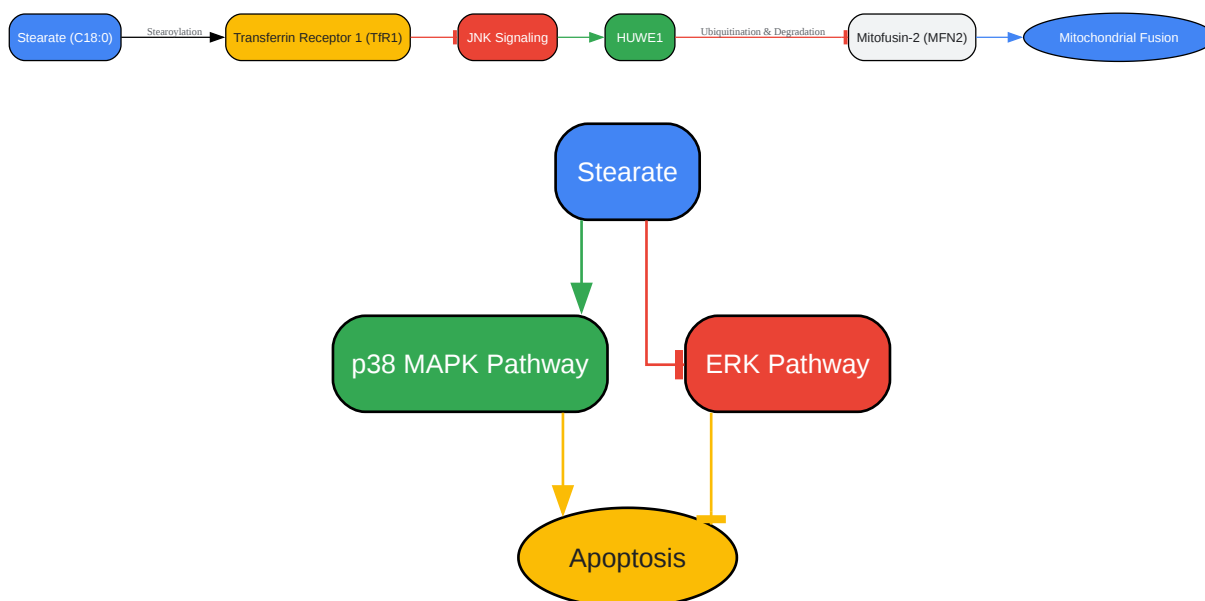 Stearate (C18:0)
Stearoylation
Transferrin Receptor 1 (TfR1)
JNK Signaling
HUWE1
Ubiquitination & Degradation
Mitofusin-2 (MFN2)
Mitochondrial Fusion
Stearate
p38 MAPK Pathway
ERK Pathway
Apoptosis